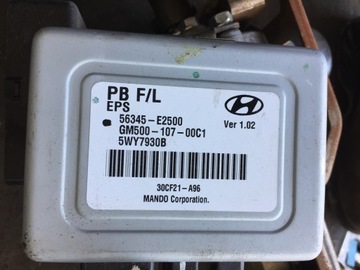 PB F/L
EPS
56345-E2500
GM500-107-00C1
5WY7930B
Ver 1.02
30CF21-A96
MANDO Corporation.